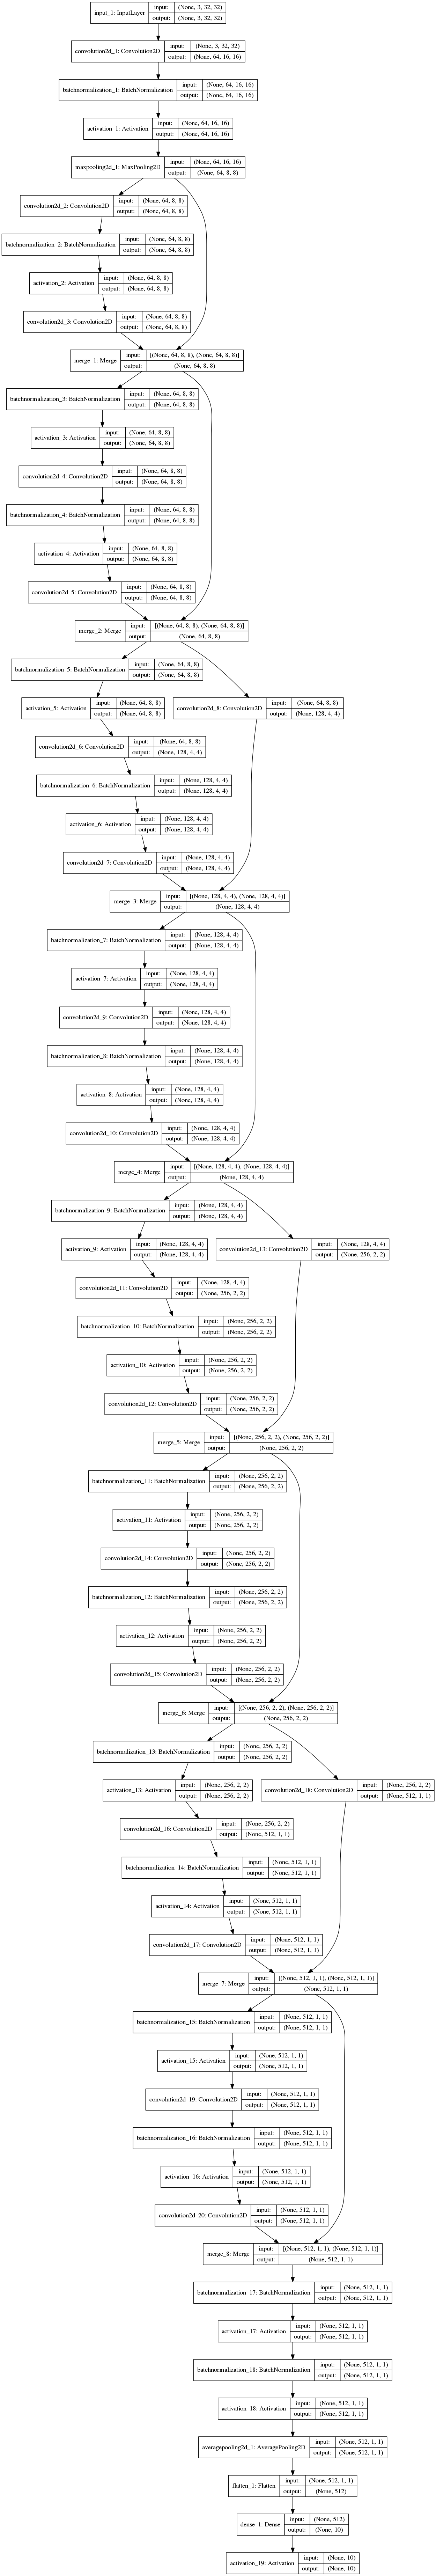 input_1: InputLayer
input: (None, 3, 32, 32)
output: (None, 3, 32, 32)
convolution2d_1: Convolution2D
input: (None, 3, 32, 32)
output: (None, 64, 16, 16)
batchnormalization_1: BatchNormalization
input: (None, 64, 16, 16)
output: (None, 64, 16, 16)
activation_1: Activation
input: (None, 64, 16, 16)
output: (None, 64, 16, 16)
maxpooling2d_1: MaxPooling2D
input: (None, 64, 16, 16)
output: (None, 64, 8, 8)
convolution2d_2: Convolution2D
input: (None, 64, 8, 8)
output: (None, 64, 8, 8)
batchnormalization_2: BatchNormalization
input: (None, 64, 8, 8)
output: (None, 64, 8, 8)
activation_2: Activation
input: (None, 64, 8, 8)
output: (None, 64, 8, 8)
convolution2d_3: Convolution2D
input: (None, 64, 8, 8)
output: (None, 64, 8, 8)
merge_1: Merge
input: [(None, 64, 8, 8), (None, 64, 8, 8)]
output: (None, 64, 8, 8)
batchnormalization_3: BatchNormalization
input: (None, 64, 8, 8)
output: (None, 64, 8, 8)
activation_3: Activation
input: (None, 64, 8, 8)
output: (None, 64, 8, 8)
convolution2d_4: Convolution2D
input: (None, 64, 8, 8)
output: (None, 64, 8, 8)
batchnormalization_4: BatchNormalization
input: (None, 64, 8, 8)
output: (None, 64, 8, 8)
activation_4: Activation
input: (None, 64, 8, 8)
output: (None, 64, 8, 8)
convolution2d_5: Convolution2D
input: (None, 64, 8, 8)
output: (None, 64, 8, 8)
merge_2: Merge
input: [(None, 64, 8, 8), (None, 64, 8, 8)]
output: (None, 64, 8, 8)
batchnormalization_5: BatchNormalization
input: (None, 64, 8, 8)
output: (None, 64, 8, 8)
activation_5: Activation
input: (None, 64, 8, 8)
output: (None, 64, 8, 8)
convolution2d_8: Convolution2D
input: (None, 64, 8, 8)
output: (None, 128, 4, 4)
convolution2d_6: Convolution2D
input: (None, 64, 8, 8)
output: (None, 128, 4, 4)
batchnormalization_6: BatchNormalization
input: (None, 128, 4, 4)
output: (None, 128, 4, 4)
activation_6: Activation
input: (None, 128, 4, 4)
output: (None, 128, 4, 4)
convolution2d_7: Convolution2D
input: (None, 128, 4, 4)
output: (None, 128, 4, 4)
merge_3: Merge
input: [(None, 128, 4, 4), (None, 128, 4, 4)]
output: (None, 128, 4, 4)
batchnormalization_7: BatchNormalization
input: (None, 128, 4, 4)
output: (None, 128, 4, 4)
activation_7: Activation
input: (None, 128, 4, 4)
output: (None, 128, 4, 4)
convolution2d_9: Convolution2D
input: (None, 128, 4, 4)
output: (None, 128, 4, 4)
batchnormalization_8: BatchNormalization
input: (None, 128, 4, 4)
output: (None, 128, 4, 4)
activation_8: Activation
input: (None, 128, 4, 4)
output: (None, 128, 4, 4)
convolution2d_10: Convolution2D
input: (None, 128, 4, 4)
output: (None, 128, 4, 4)
merge_4: Merge
input: [(None, 128, 4, 4), (None, 128, 4, 4)]
output: (None, 128, 4, 4)
batchnormalization_9: BatchNormalization
input: (None, 128, 4, 4)
output: (None, 128, 4, 4)
activation_9: Activation
input: (None, 128, 4, 4)
output: (None, 128, 4, 4)
convolution2d_13: Convolution2D
input: (None, 128, 4, 4)
output: (None, 256, 2, 2)
convolution2d_11: Convolution2D
input: (None, 128, 4, 4)
output: (None, 256, 2, 2)
batchnormalization_10: BatchNormalization
input: (None, 256, 2, 2)
output: (None, 256, 2, 2)
activation_10: Activation
input: (None, 256, 2, 2)
output: (None, 256, 2, 2)
convolution2d_12: Convolution2D
input: (None, 256, 2, 2)
output: (None, 256, 2, 2)
merge_5: Merge
input: [(None, 256, 2, 2), (None, 256, 2, 2)]
output: (None, 256, 2, 2)
batchnormalization_11: BatchNormalization
input: (None, 256, 2, 2)
output: (None, 256, 2, 2)
activation_11: Activation
input: (None, 256, 2, 2)
output: (None, 256, 2, 2)
convolution2d_14: Convolution2D
input: (None, 256, 2, 2)
output: (None, 256, 2, 2)
batchnormalization_12: BatchNormalization
input: (None, 256, 2, 2)
output: (None, 256, 2, 2)
activation_12: Activation
input: (None, 256, 2, 2)
output: (None, 256, 2, 2)
convolution2d_15: Convolution2D
input: (None, 256, 2, 2)
output: (None, 256, 2, 2)
merge_6: Merge
input: [(None, 256, 2, 2), (None, 256, 2, 2)]
output: (None, 256, 2, 2)
batchnormalization_13: BatchNormalization
input: (None, 256, 2, 2)
output: (None, 256, 2, 2)
activation_13: Activation
input: (None, 256, 2, 2)
output: (None, 256, 2, 2)
convolution2d_18: Convolution2D
input: (None, 256, 2, 2)
output: (None, 512, 1, 1)
convolution2d_16: Convolution2D
input: (None, 256, 2, 2)
output: (None, 512, 1, 1)
batchnormalization_14: BatchNormalization
input: (None, 512, 1, 1)
output: (None, 512, 1, 1)
activation_14: Activation
input: (None, 512, 1, 1)
output: (None, 512, 1, 1)
convolution2d_17: Convolution2D
input: (None, 512, 1, 1)
output: (None, 512, 1, 1)
merge_7: Merge
input: [(None, 512, 1, 1), (None, 512, 1, 1)]
output: (None, 512, 1, 1)
batchnormalization_15: BatchNormalization
input: (None, 512, 1, 1)
output: (None, 512, 1, 1)
activation_15: Activation
input: (None, 512, 1, 1)
output: (None, 512, 1, 1)
convolution2d_19: Convolution2D
input: (None, 512, 1, 1)
output: (None, 512, 1, 1)
batchnormalization_16: BatchNormalization
input: (None, 512, 1, 1)
output: (None, 512, 1, 1)
activation_16: Activation
input: (None, 512, 1, 1)
output: (None, 512, 1, 1)
convolution2d_20: Convolution2D
input: (None, 512, 1, 1)
output: (None, 512, 1, 1)
merge_8: Merge
input: [(None, 512, 1, 1), (None, 512, 1, 1)]
output: (None, 512, 1, 1)
batchnormalization_17: BatchNormalization
input: (None, 512, 1, 1)
output: (None, 512, 1, 1)
activation_17: Activation
input: (None, 512, 1, 1)
output: (None, 512, 1, 1)
batchnormalization_18: BatchNormalization
input: (None, 512, 1, 1)
output: (None, 512, 1, 1)
activation_18: Activation
input: (None, 512, 1, 1)
output: (None, 512, 1, 1)
averagepooling2d_1: AveragePooling2D
input: (None, 512, 1, 1)
output: (None, 512, 1, 1)
flatten_1: Flatten
input: (None, 512, 1, 1)
output: (None, 512)
dense_1: Dense
input: (None, 512)
output: (None, 10)
activation_19: Activation
input: (None, 10)
output: (None, 10)